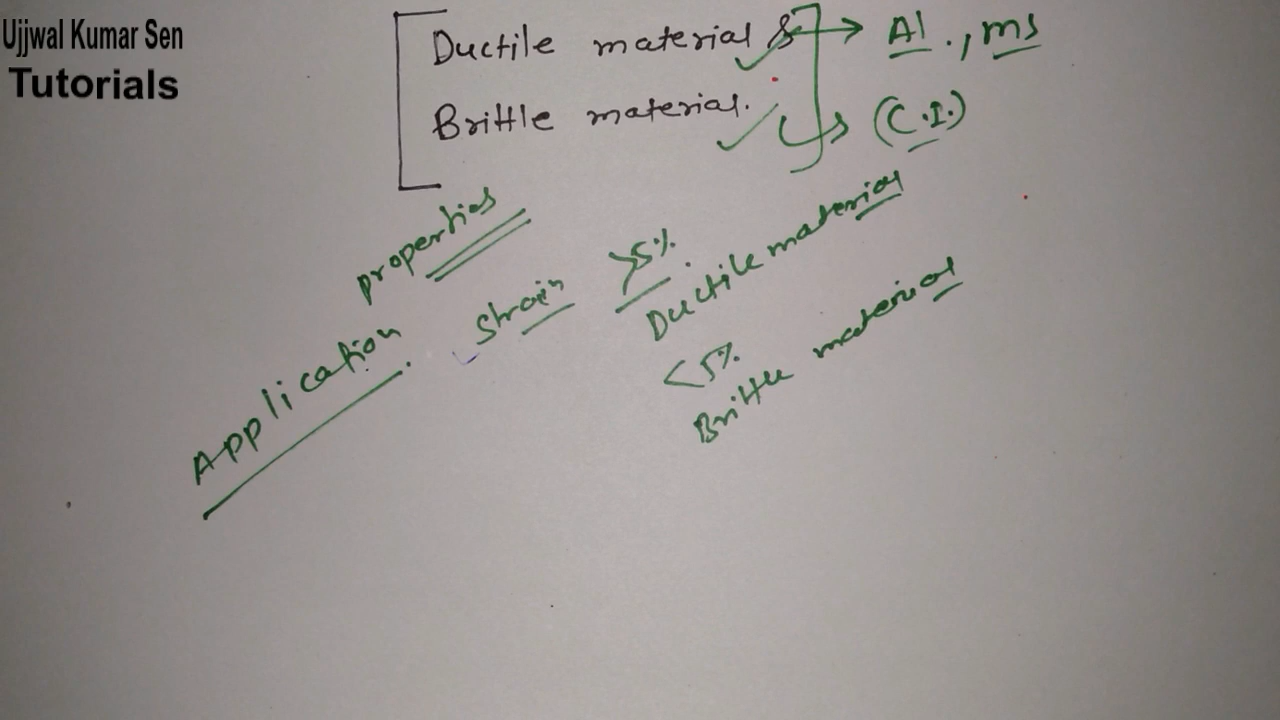 Ujjwal Kumar Sen
Tutorials
Ductile material &
Brittle material.
→ Al., ms
(C.I.)
properties
Application.
Strain >5%.
Ductile material
<5%
Brittle material